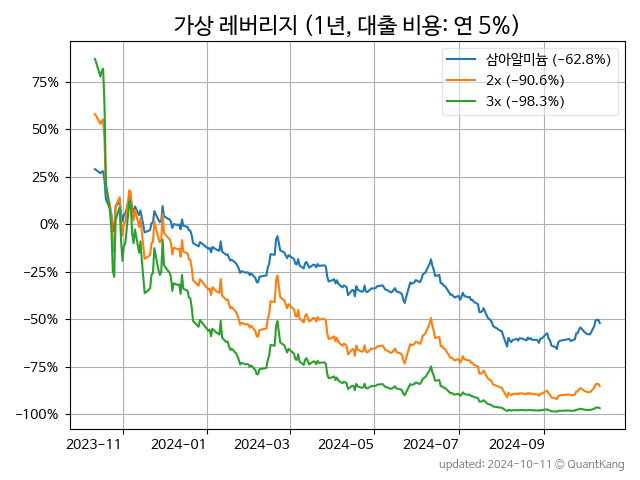 가상 레버리지 (1년, 대출 비용: 연 5%)
삼아알미늄 (−62.8%)
2x (−90.6%)
3x (−98.3%)
75%
50%
25%
0%
−25%
−50%
−75%
−100%
2023-11 2024-01 2024-03 2024-05 2024-07 2024-09
updated: 2024-10-11 © QuantKang